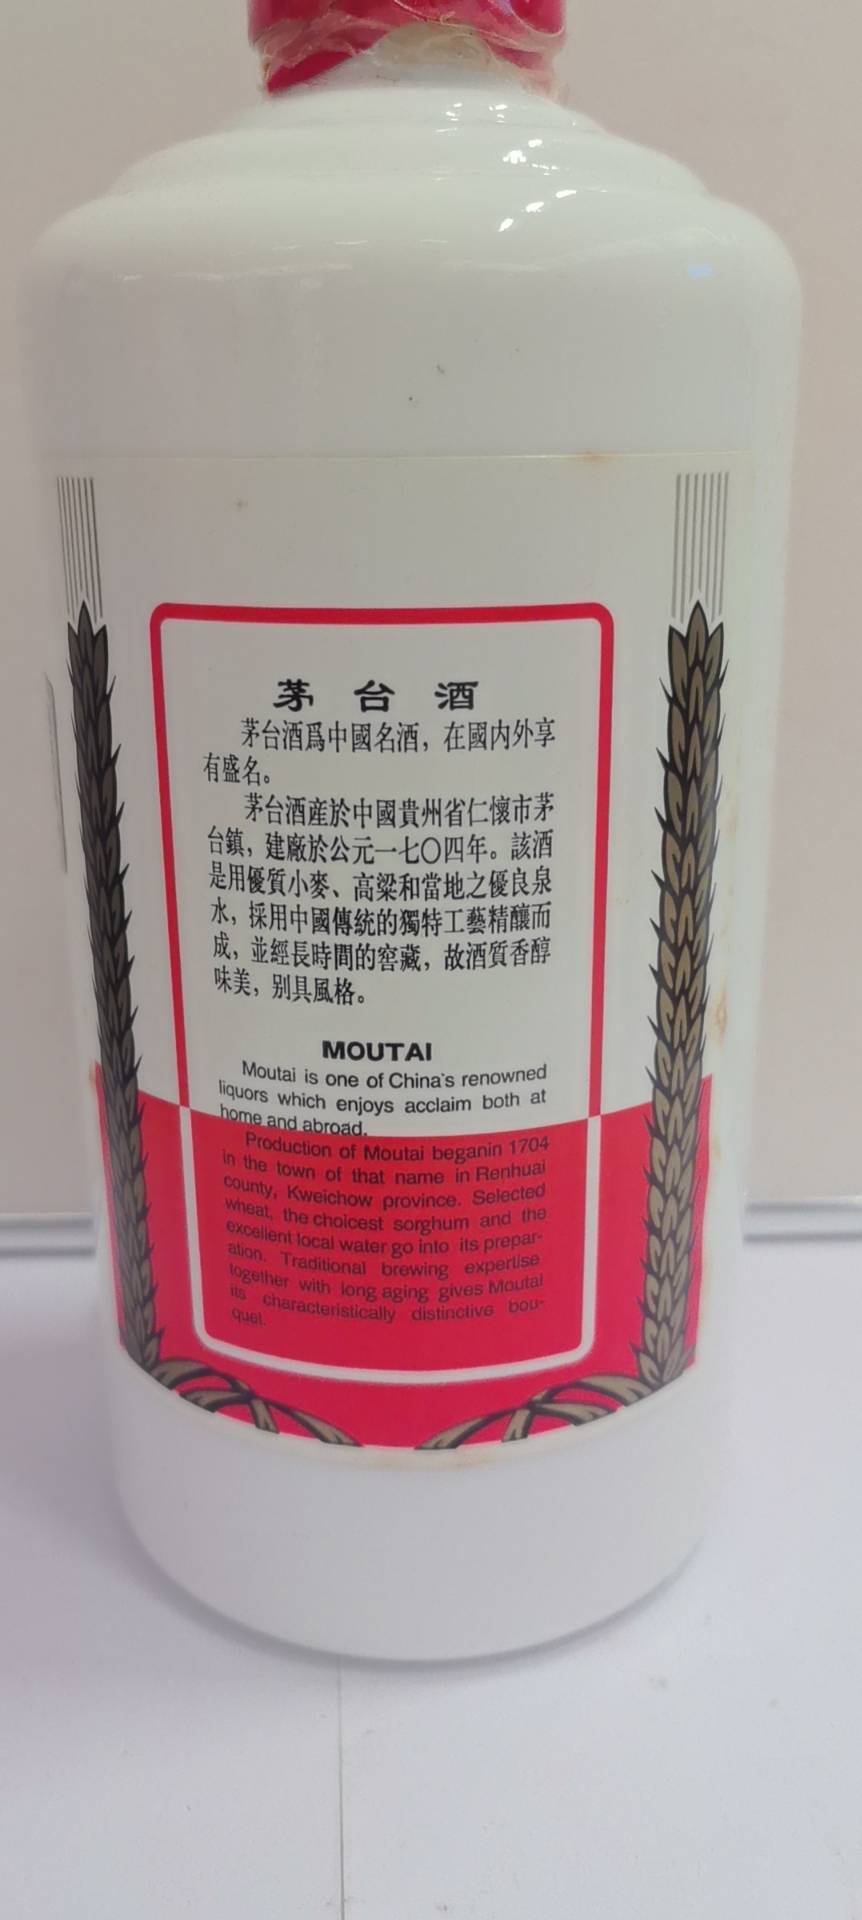 茅台酒
茅台酒爲中國名酒，在國内外享
有盛名。
茅台酒産於中國貴州省仁懷市茅
台鎮，建廠於公元一七〇四年。該酒
是用優質小麥、高梁和當地之優良泉
水，採用中國傳統的獨特工藝精釀而
成，並經長時間的窖藏，故酒質香醇
味美，别具風格。
MOUTAI
Moutai is one of China's renowned
liquors which enjoys acclaim both at
home and abroad.
Production of Moutai beganin 1704
in the town of that name in Renhuai
county, Kweichow province. Selected
wheat, the choicest sorghum and the
excellent local water go into its prepar-
ation. Traditional brewing expertise
together with long aging gives Moutai
its characteristically distinctive bou-
quet.